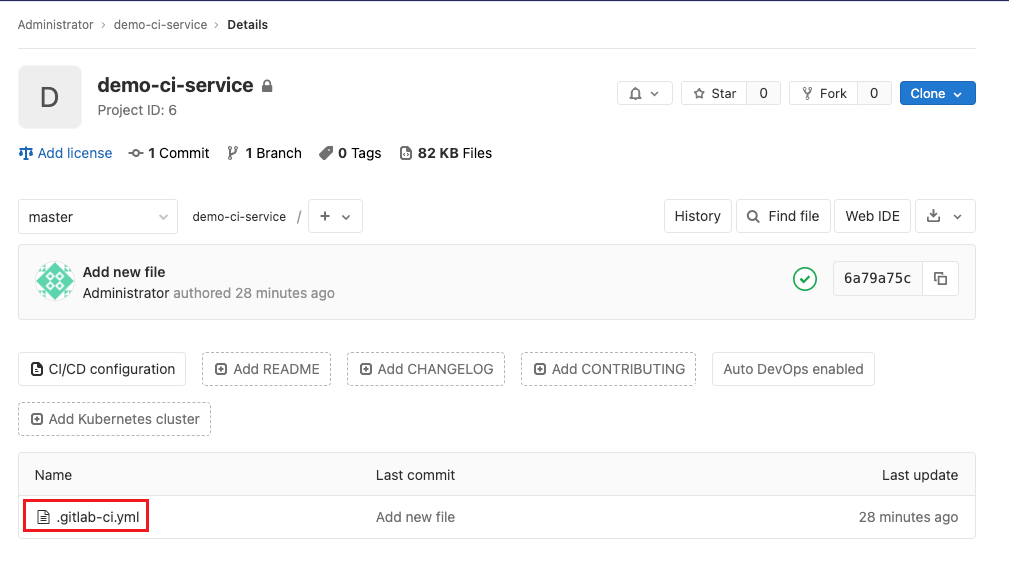 Administrator › demo-ci-service › Details
D
demo-ci-service
Project ID: 6
Star 0 Fork 0 Clone
Add license 1 Commit 1 Branch 0 Tags 82 KB Files
master demo-ci-service / + History Find file Web IDE
Add new file
Administrator authored 28 minutes ago
6a79a75c
CI/CD configuration Add README Add CHANGELOG Add CONTRIBUTING Auto DevOps enabled
Add Kubernetes cluster
Name Last commit Last update
.gitlab-ci.yml Add new file 28 minutes ago